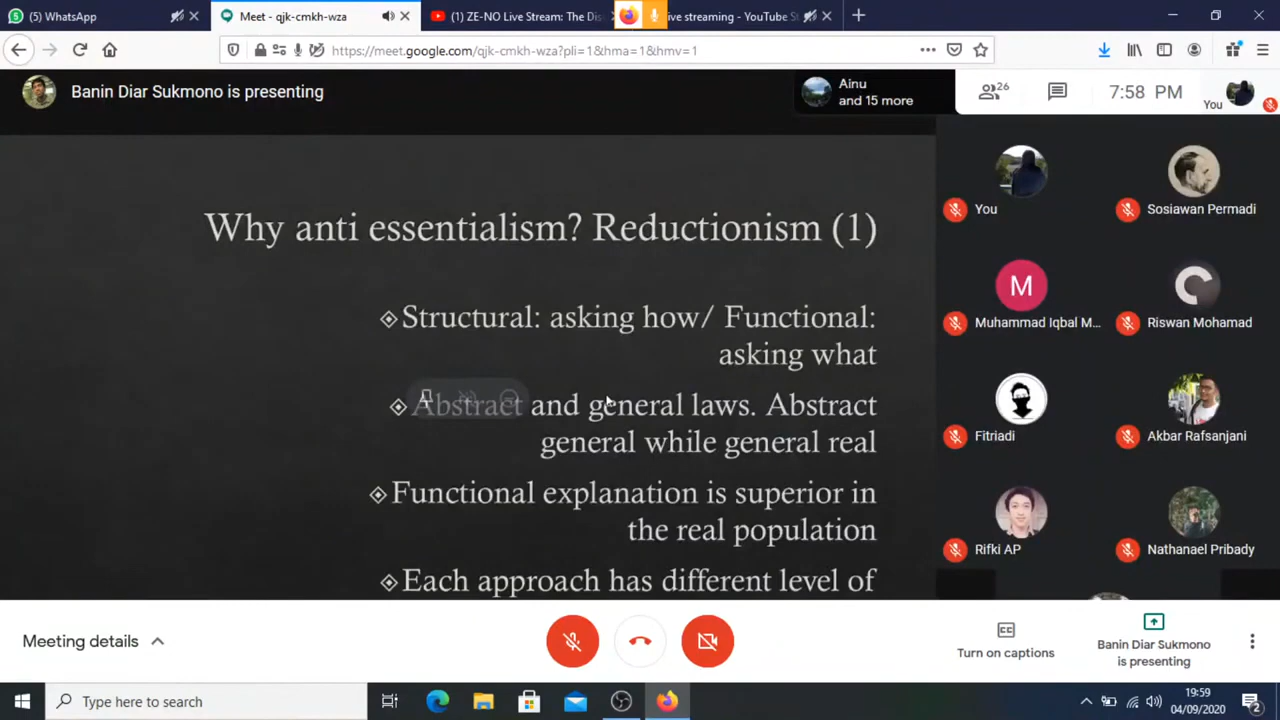 (5) WhatsApp
Meet - qjk-cmkh-wza
(1) ZE-NO Live Stream: The Dis
ive streaming - YouTube St
https://meet.google.com/qjk-cmkh-wza?pli=1&hma=1&hmv=1
Banin Diar Sukmono is presenting
Ainu
and 15 more
26
7:58 PM
You
Why anti essentialism? Reductionism (1)
Structural: asking how/ Functional:
asking what
Abstract and general laws. Abstract
general while general real
Functional explanation is superior in
the real population
Each approach has different level of
You
Sosiawan Permadi
M
Muhammad Iqbal M...
Riswan Mohamad
Fitriadi
Akbar Rafsanjani
Rifki AP
Nathanael Pribady
Meeting details
CC
Turn on captions
Banin Diar Sukmono
is presenting
Type here to search
19:59
04/09/2020
2